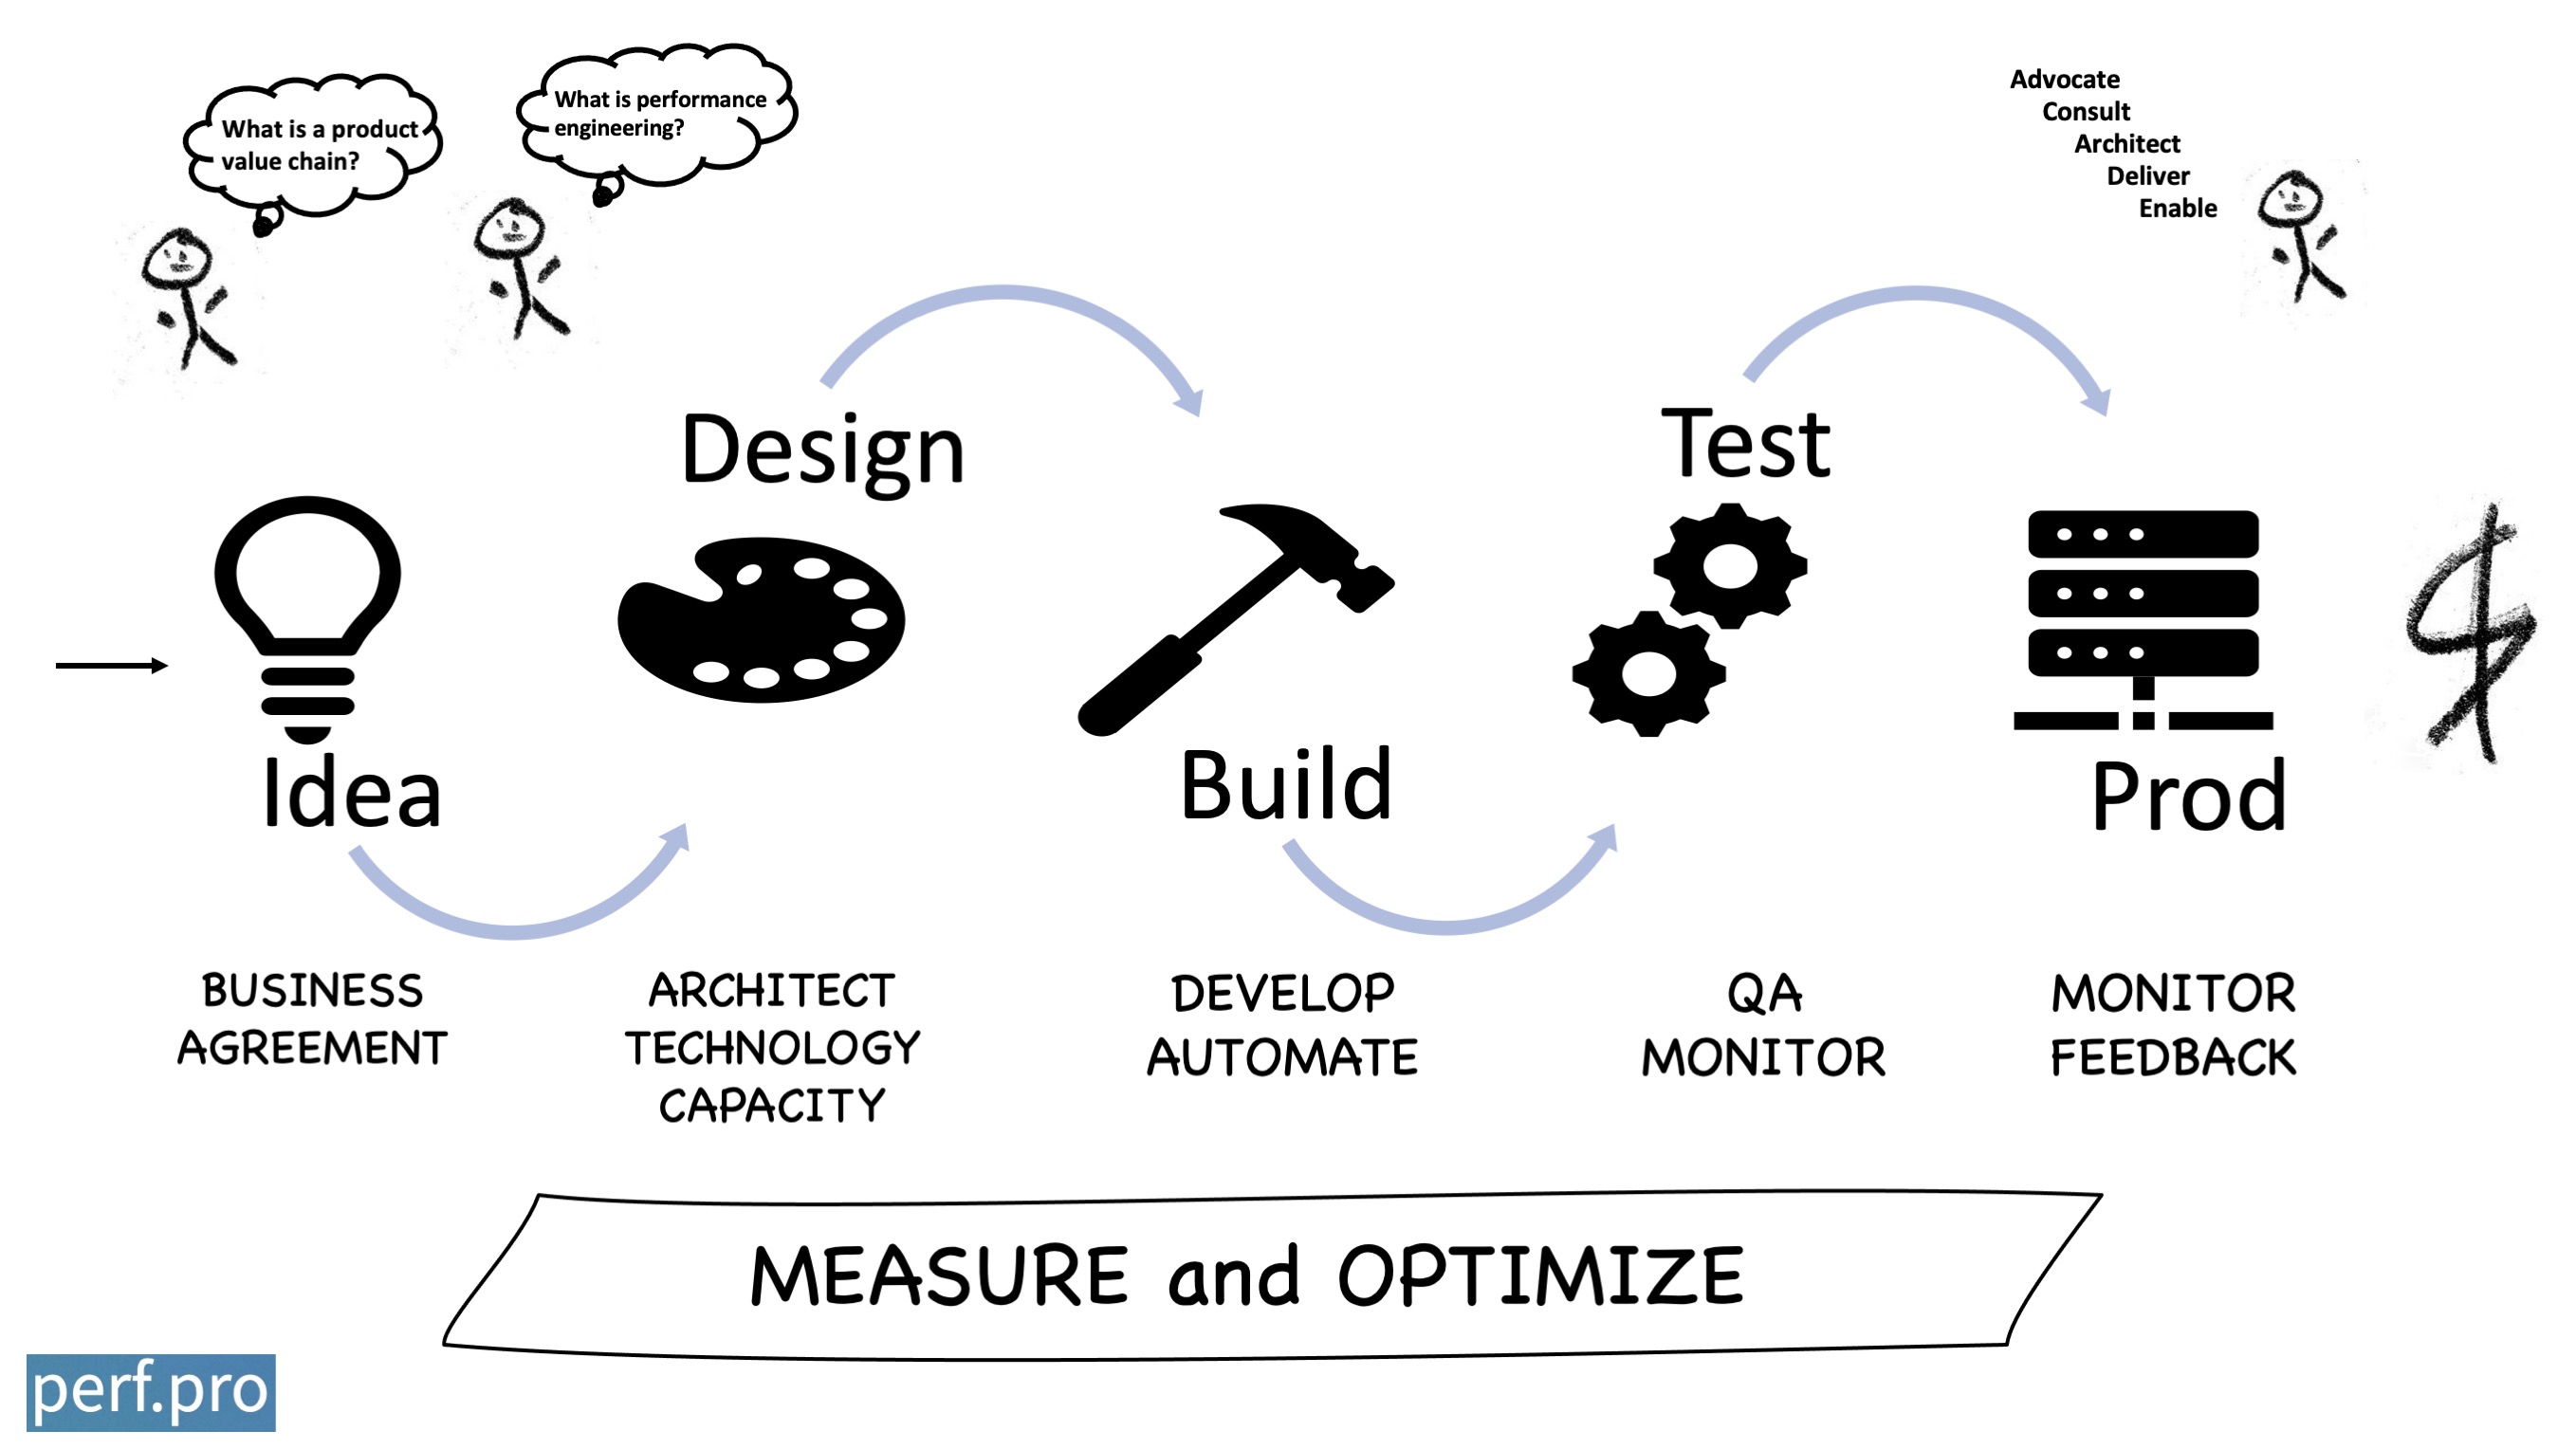 What is a product
value chain?
What is performance
engineering?
Advocate
Consult
Architect
Deliver
Enable
Design
Test
Idea
Build
Prod
$
BUSINESS
AGREEMENT
ARCHITECT
TECHNOLOGY
CAPACITY
DEVELOP
AUTOMATE
QA
MONITOR
MONITOR
FEEDBACK
MEASURE and OPTIMIZE
perf.pro